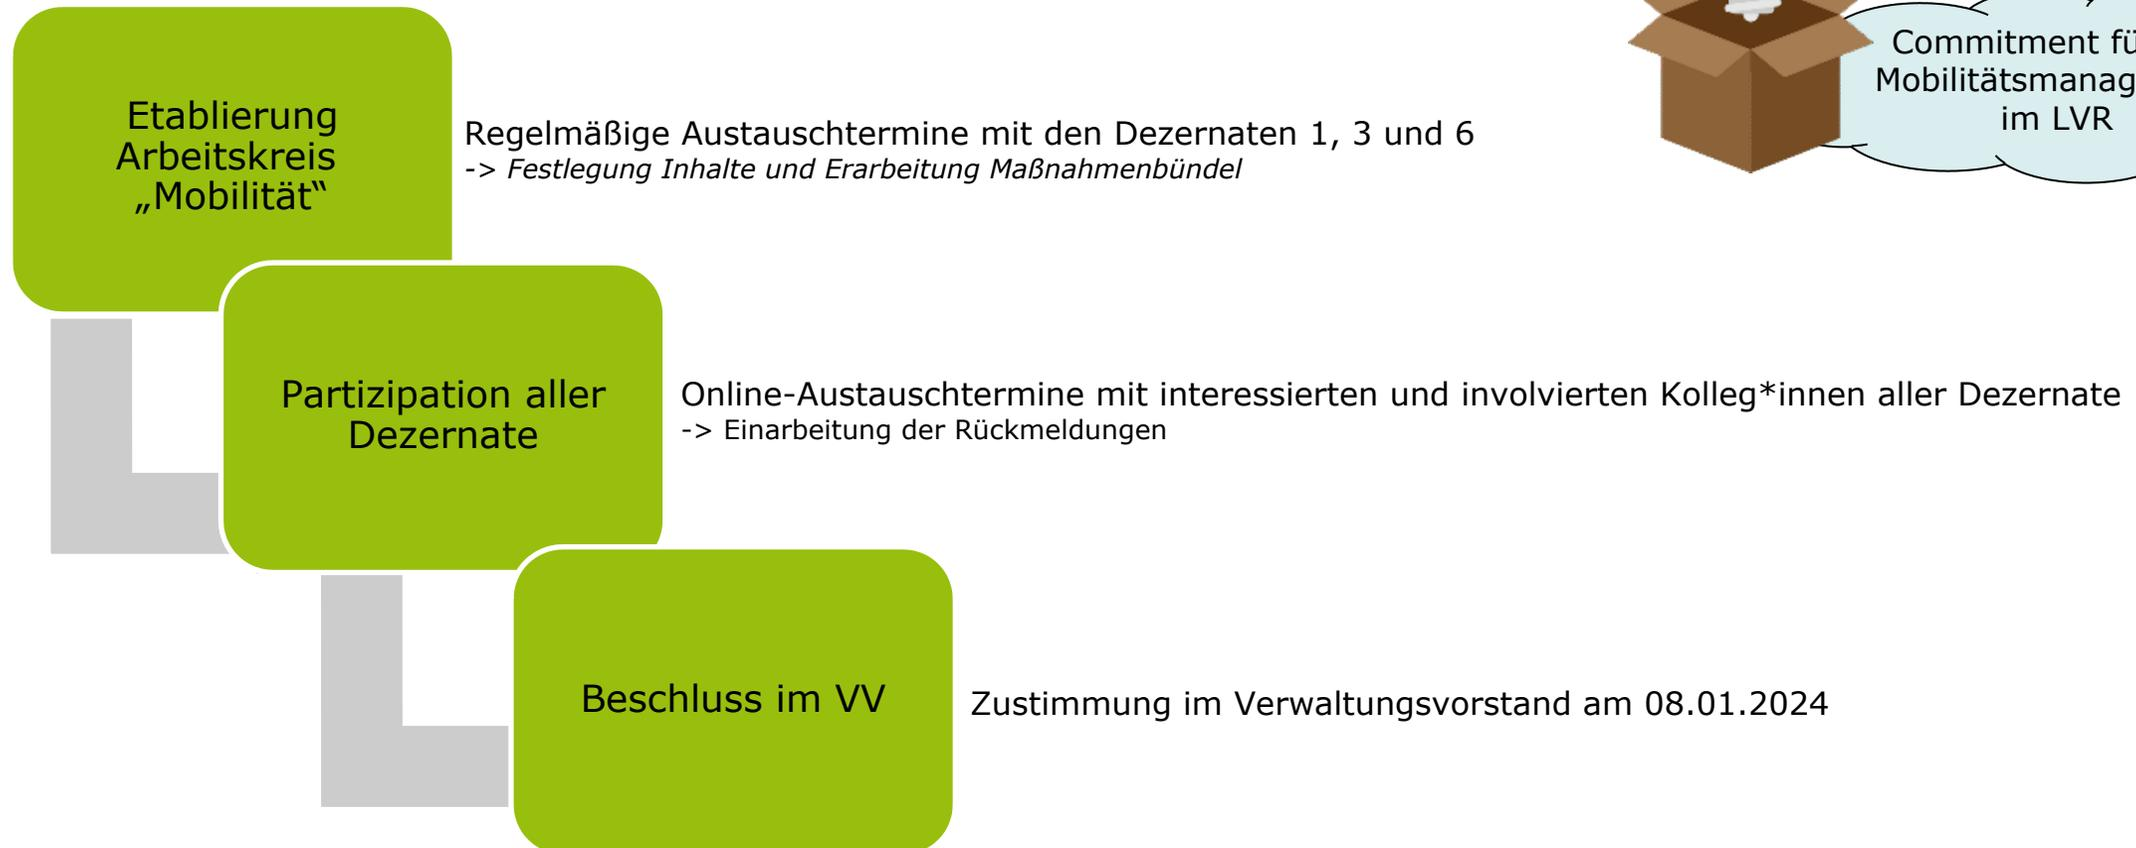 Etablierung
Arbeitskreis
„Mobilität“
Regelmäßige Austauschtermine mit den Dezernaten 1, 3 und 6
-> Festlegung Inhalte und Erarbeitung Maßnahmenbündel
Commitment
im LVR
Partizipation aller
Dezernate
Online-Austauschtermine mit interessierten und involvierten Kolleg*innen aller Dezernate
-> Einarbeitung der Rückmeldungen
Beschluss im VV
Zustimmung im Verwaltungsvorstand am 08.01.2024